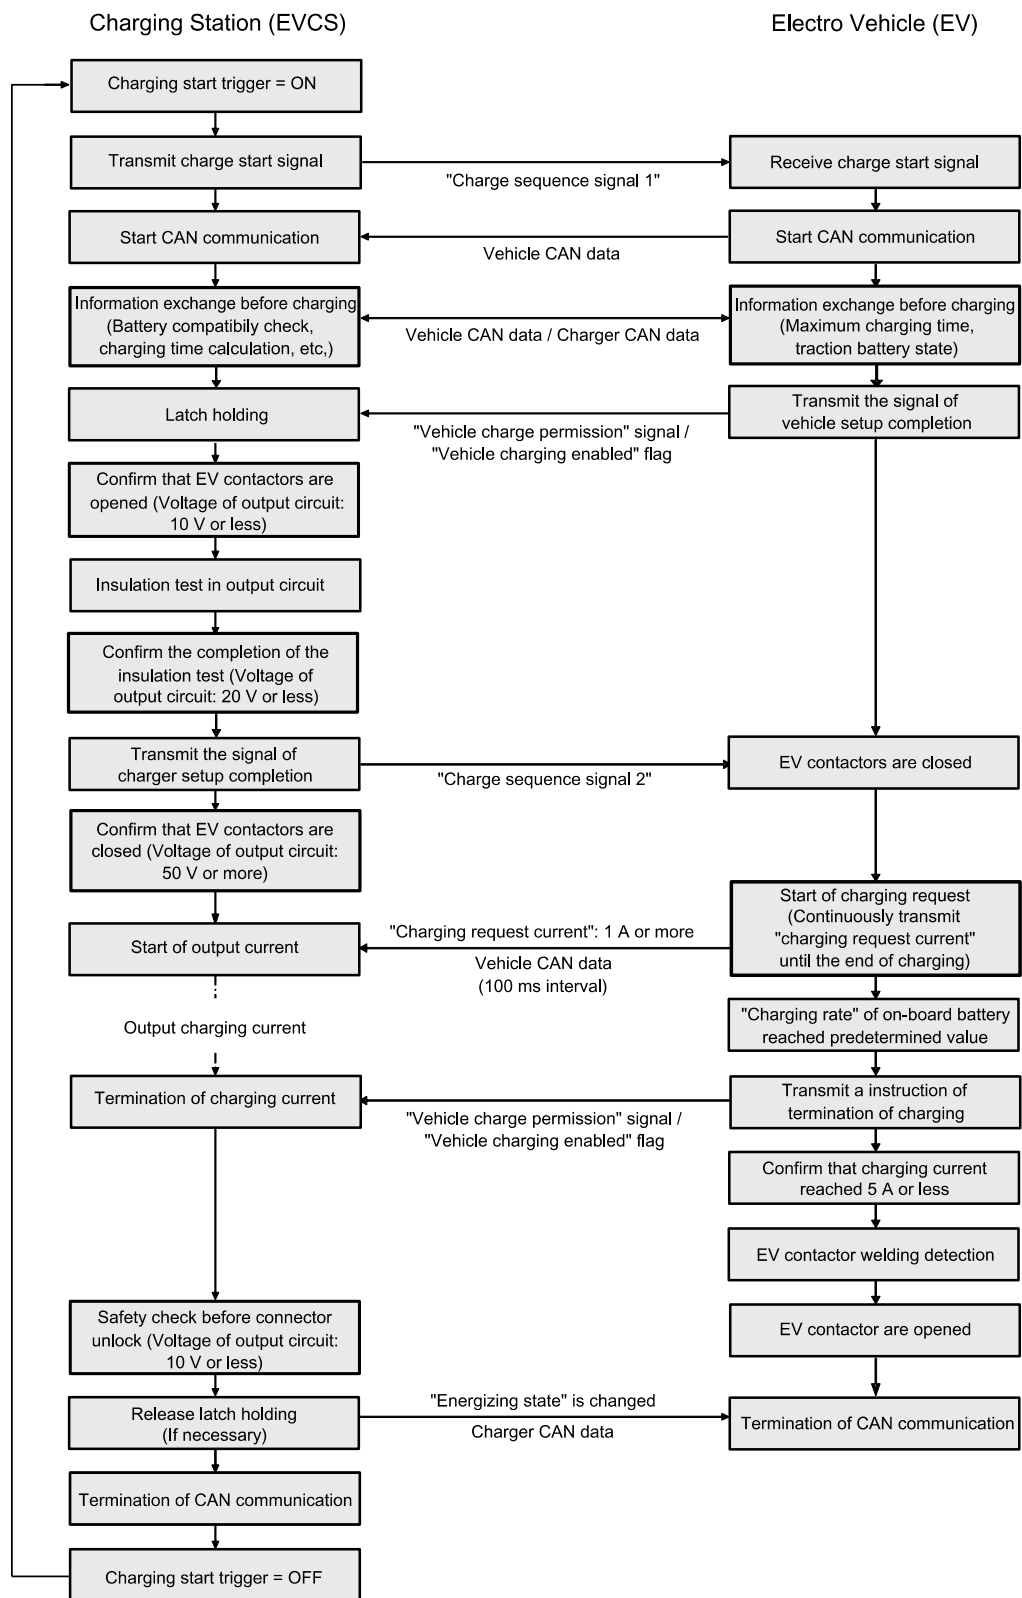 Charging Station (EVCS)
Electro Vehicle (EV)
Charging start trigger = ON
Transmit charge start signal
"Charge sequence signal 1"
Receive charge start signal
Start CAN communication
Vehicle CAN data
Start CAN communication
Information exchange before charging
(Battery compatibily check,
charging time calculation, etc,)
Vehicle CAN data / Charger CAN data
Information exchange before charging
(Maximum charging time,
traction battery state)
Latch holding
"Vehicle charge permission" signal /
"Vehicle charging enabled" flag
Transmit the signal of
vehicle setup completion
Confirm that EV contactors are
opened (Voltage of output circuit:
10 V or less)
Insulation test in output circuit
Confirm the completion of the
insulation test (Voltage of
output circuit: 20 V or less)
Transmit the signal of
charger setup completion
"Charge sequence signal 2"
EV contactors are closed
Confirm that EV contactors are
closed (Voltage of output circuit:
50 V or more)
Start of output current
"Charging request current": 1 A or more
Vehicle CAN data
(100 ms interval)
Start of charging request
(Continuously transmit
"charging request current"
until the end of charging)
Output charging current
"Charging rate" of on-board battery
reached predetermined value
Termination of charging current
"Vehicle charge permission" signal /
"Vehicle charging enabled" flag
Transmit a instruction of
termination of charging
Confirm that charging current
reached 5 A or less
EV contactor welding detection
Safety check before connector
unlock (Voltage of output circuit:
10 V or less)
EV contactor are opened
Release latch holding
(If necessary)
"Energizing state" is changed
Charger CAN data
Termination of CAN communication
Termination of CAN communication
Charging start trigger = OFF